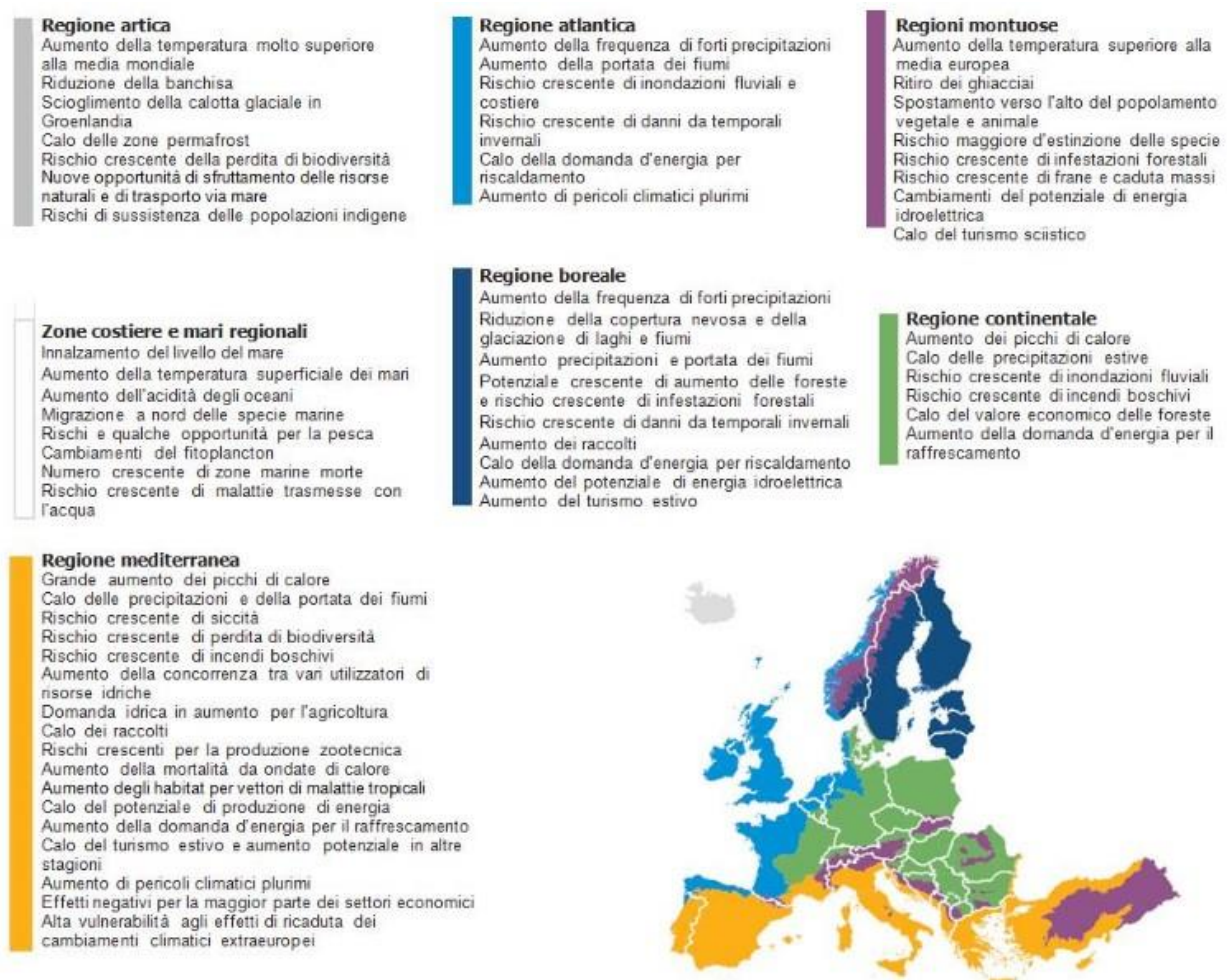 Regione artica
Aumento della temperatura molto superiore
alla media mondiale
Riduzione della banchisa
Scioglimento della calotta glaciale in
Groenlandia
Calo delle zone permafrost
Rischio crescente della perdita di biodiversità
Nuove opportunità di sfruttamento delle risorse
naturali e di trasporto via mare
Rischi di sussistenza delle popolazioni indigene
Regione atlantica
Aumento della frequenza di forti precipitazioni
Aumento della portata dei fiumi
Rischio crescente di inondazioni fluviali e
costiere
Rischio crescente di danni da temporali
invernali
Calo della domanda d'energia per
riscaldamento
Aumento di pericoli climatici plurimi
Regioni montuose
Aumento della temperatura superiore alla
media europea
Ritiro dei ghiacciai
Spostamento verso l'alto del popolamento
vegetale e animale
Rischio maggiore d'estinzione delle specie
Rischio crescente di infestazioni forestali
Rischio crescente di frane e caduta massi
Cambiamenti del potenziale di energia
idroelettrica
Calo del turismo sciistico
Zone costiere e mari regionali
Innalzamento del livello del mare
Aumento della temperatura superficiale dei mari
Aumento dell'acidità degli oceani
Migrazione a nord delle specie marine
Rischi e qualche opportunità per la pesca
Cambiamenti del fitoplancton
Numero crescente di zone marine morte
Rischio crescente di malattie trasmesse con
l'acqua
Regione boreale
Aumento della frequenza di forti precipitazioni
Riduzione della copertura nevosa e della
glaciazione di laghi e fiumi
Aumento precipitazioni e portata dei fiumi
Potenziale crescente di aumento delle foreste
e rischio crescente di infestazioni forestali
Rischio crescente di danni da temporali invernali
Aumento dei raccolti
Calo della domanda d'energia per riscaldamento
Aumento del potenziale di energia idroelettrica
Aumento del turismo estivo
Regione continentale
Aumento dei picchi di calore
Calo delle precipitazioni estive
Rischio crescente di inondazioni fluviali
Rischio crescente di incendi boschivi
Calo del valore economico delle foreste
Aumento della domanda d'energia per il
raffrescamento
Regione mediterranea
Grande aumento dei picchi di calore
Calo delle precipitazioni e della portata dei fiumi
Rischio crescente di siccità
Rischio crescente di perdita di biodiversità
Rischio crescente di incendi boschivi
Aumento della concorrenza tra vari utilizzatori di
risorse idriche
Domanda idrica in aumento per l'agricoltura
Calo dei raccolti
Rischi crescenti per la produzione zootecnica
Aumento della mortalità da ondate di calore
Aumento degli habitat per vettori di malattie tropicali
Calo del potenziale di produzione di energia
Aumento della domanda d'energia per il raffrescamento
Calo del turismo estivo e aumento potenziale in altre
stagioni
Aumento di pericoli climatici plurimi
Effetti negativi per la maggior parte dei settori economici
Alta vulnerabilità agli effetti di ricaduta dei
cambiamenti climatici extraeuropei